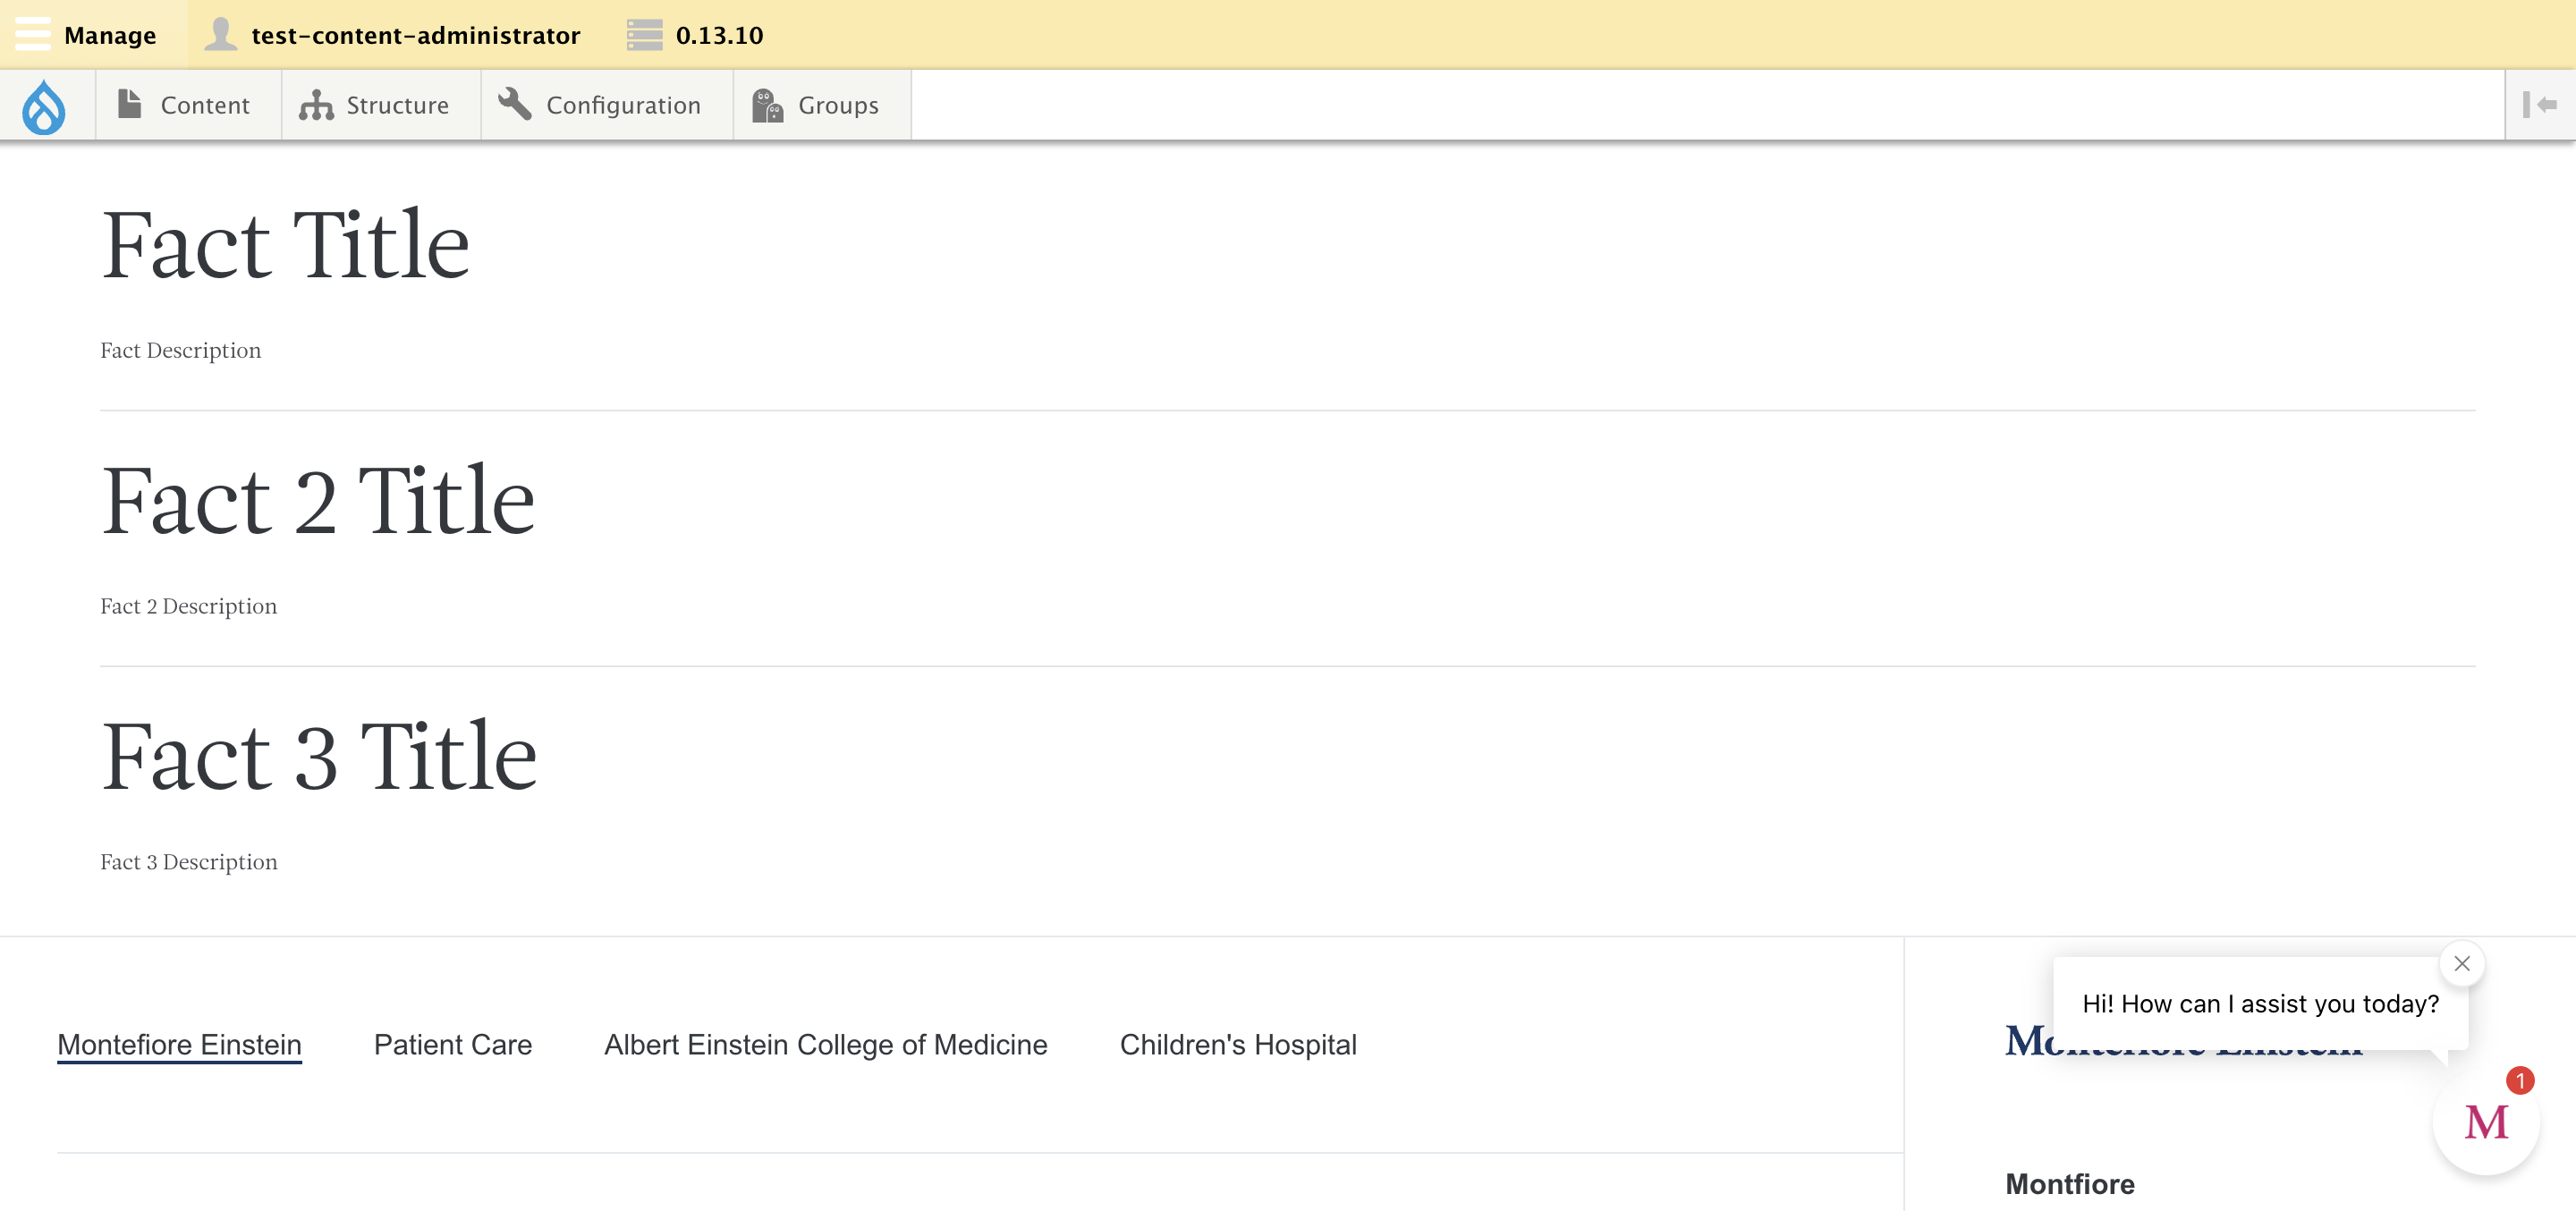 Manage test-content-administrator 0.13.10
Content Structure Configuration Groups
Fact Title
Fact Description
Fact 2 Title
Fact 2 Description
Fact 3 Title
Fact 3 Description
Hi! How can I assist you today?
Montefiore Einstein Patient Care Albert Einstein College of Medicine Children's Hospital
Montefiore Einstein
1
M
Montfiore